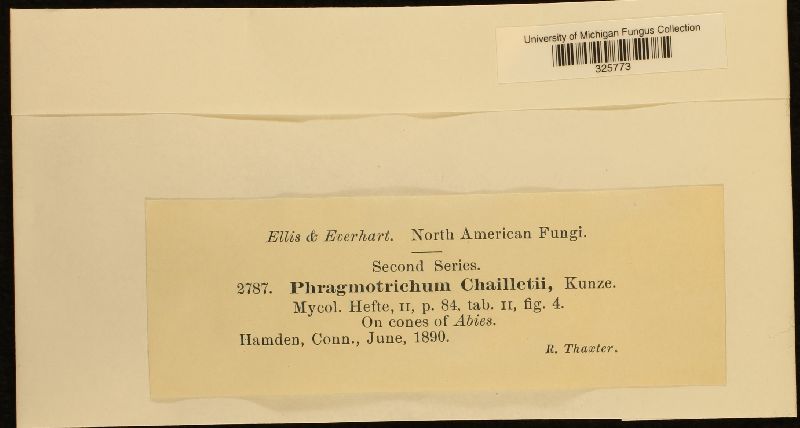 University of Michigan Fungus Collection
325773
Ellis & Everhart. North American Fungi.
Second Series.
2787. Phragmotrichum Chailletii, Kunze.
Mycol. Hefte, II, p. 84, tab. II, fig. 4.
On cones of Abies.
Hamden, Conn., June, 1890.
R. Thaxter.